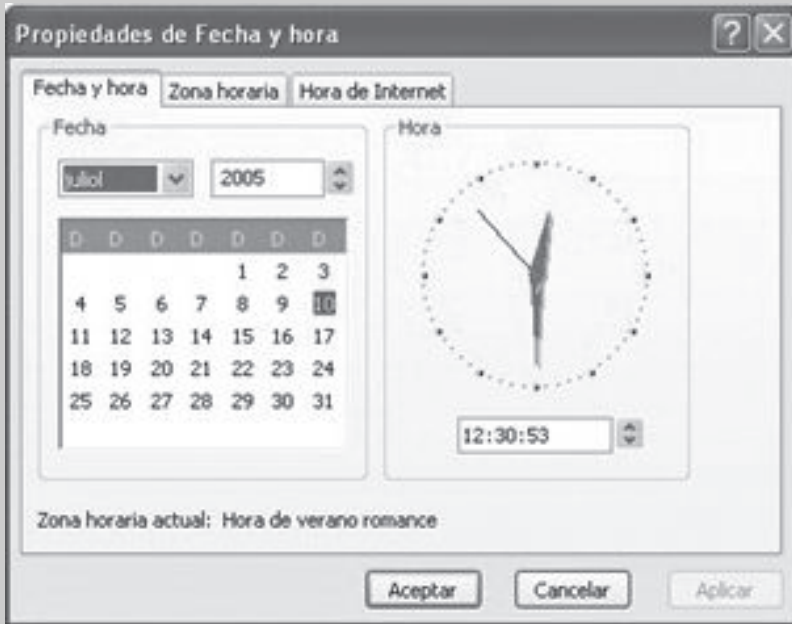 Propiedades de Fecha y hora
Fecha y hora Zona horaria Hora de Internet
Fecha
juliol 2005
D D D D D D D
1 2 3
4 5 6 7 8 9 10
11 12 13 14 15 16 17
18 19 20 21 22 23 24
25 26 27 28 29 30 31
Hora
12:30:53
Zona horaria actual: Hora de verano romance
Aceptar Cancelar Aplicar